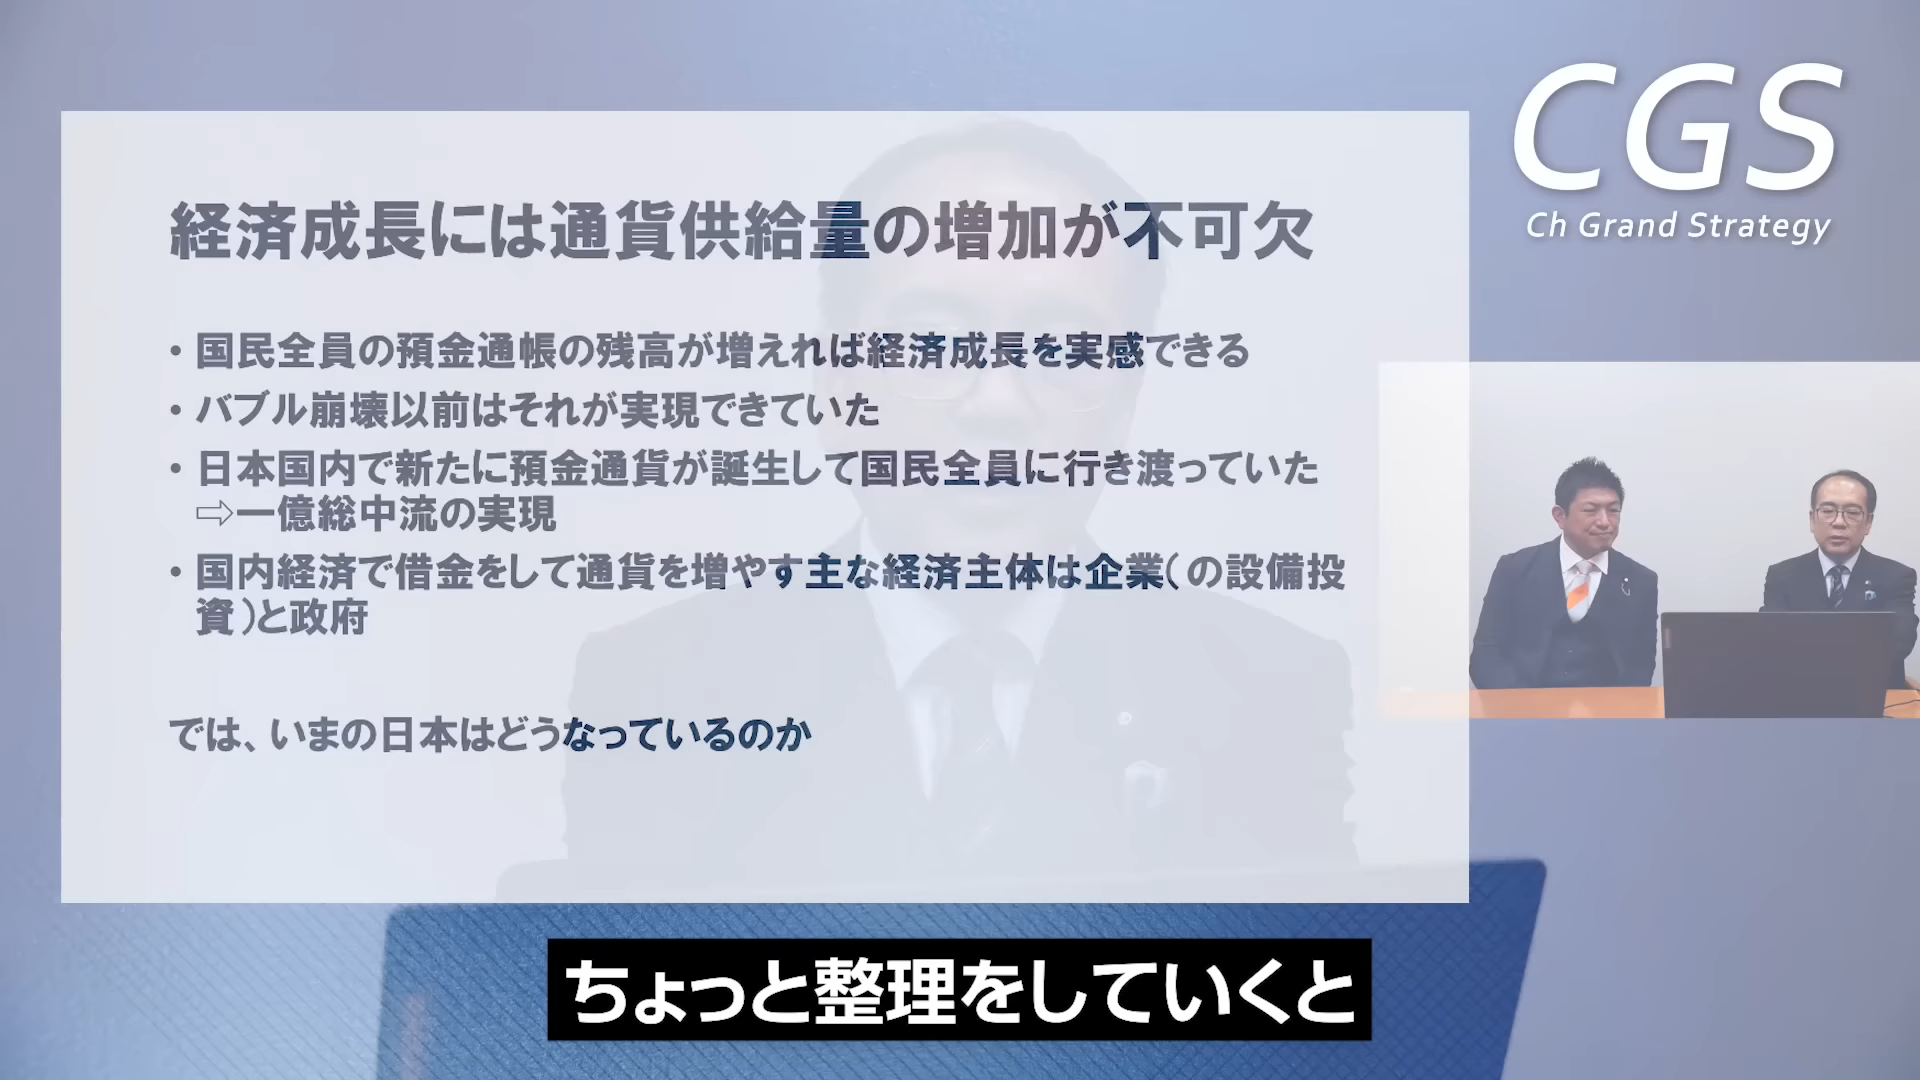 CGS
Ch Grand Strategy
経済成長には通貨供給量の増加が不可欠
・国民全員の預金通帳の残高が増えれば経済成長を実感できる
・バブル崩壊以前はそれが実現できていた
・日本国内で新たに預金通貨が誕生して国民全員に行き渡っていた
⇨一億総中流の実現
・国内経済で借金をして通貨を増やす主な経済主体は企業(の設備投
資)と政府
では、いまの日本はどうなっているのか
ちょっと整理をしていくと